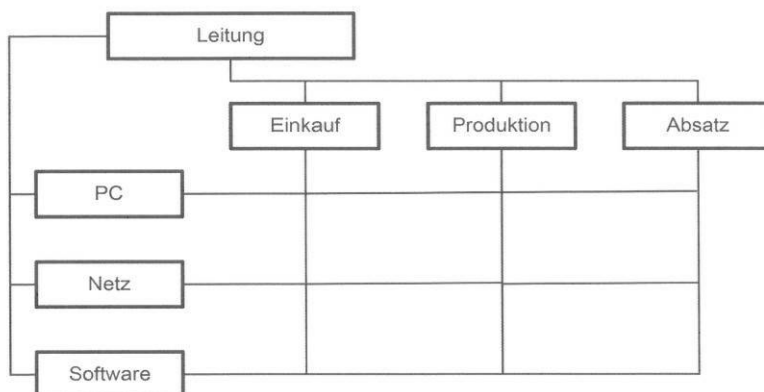 Leitung
Einkauf
Produktion
Absatz
PC
Netz
Software